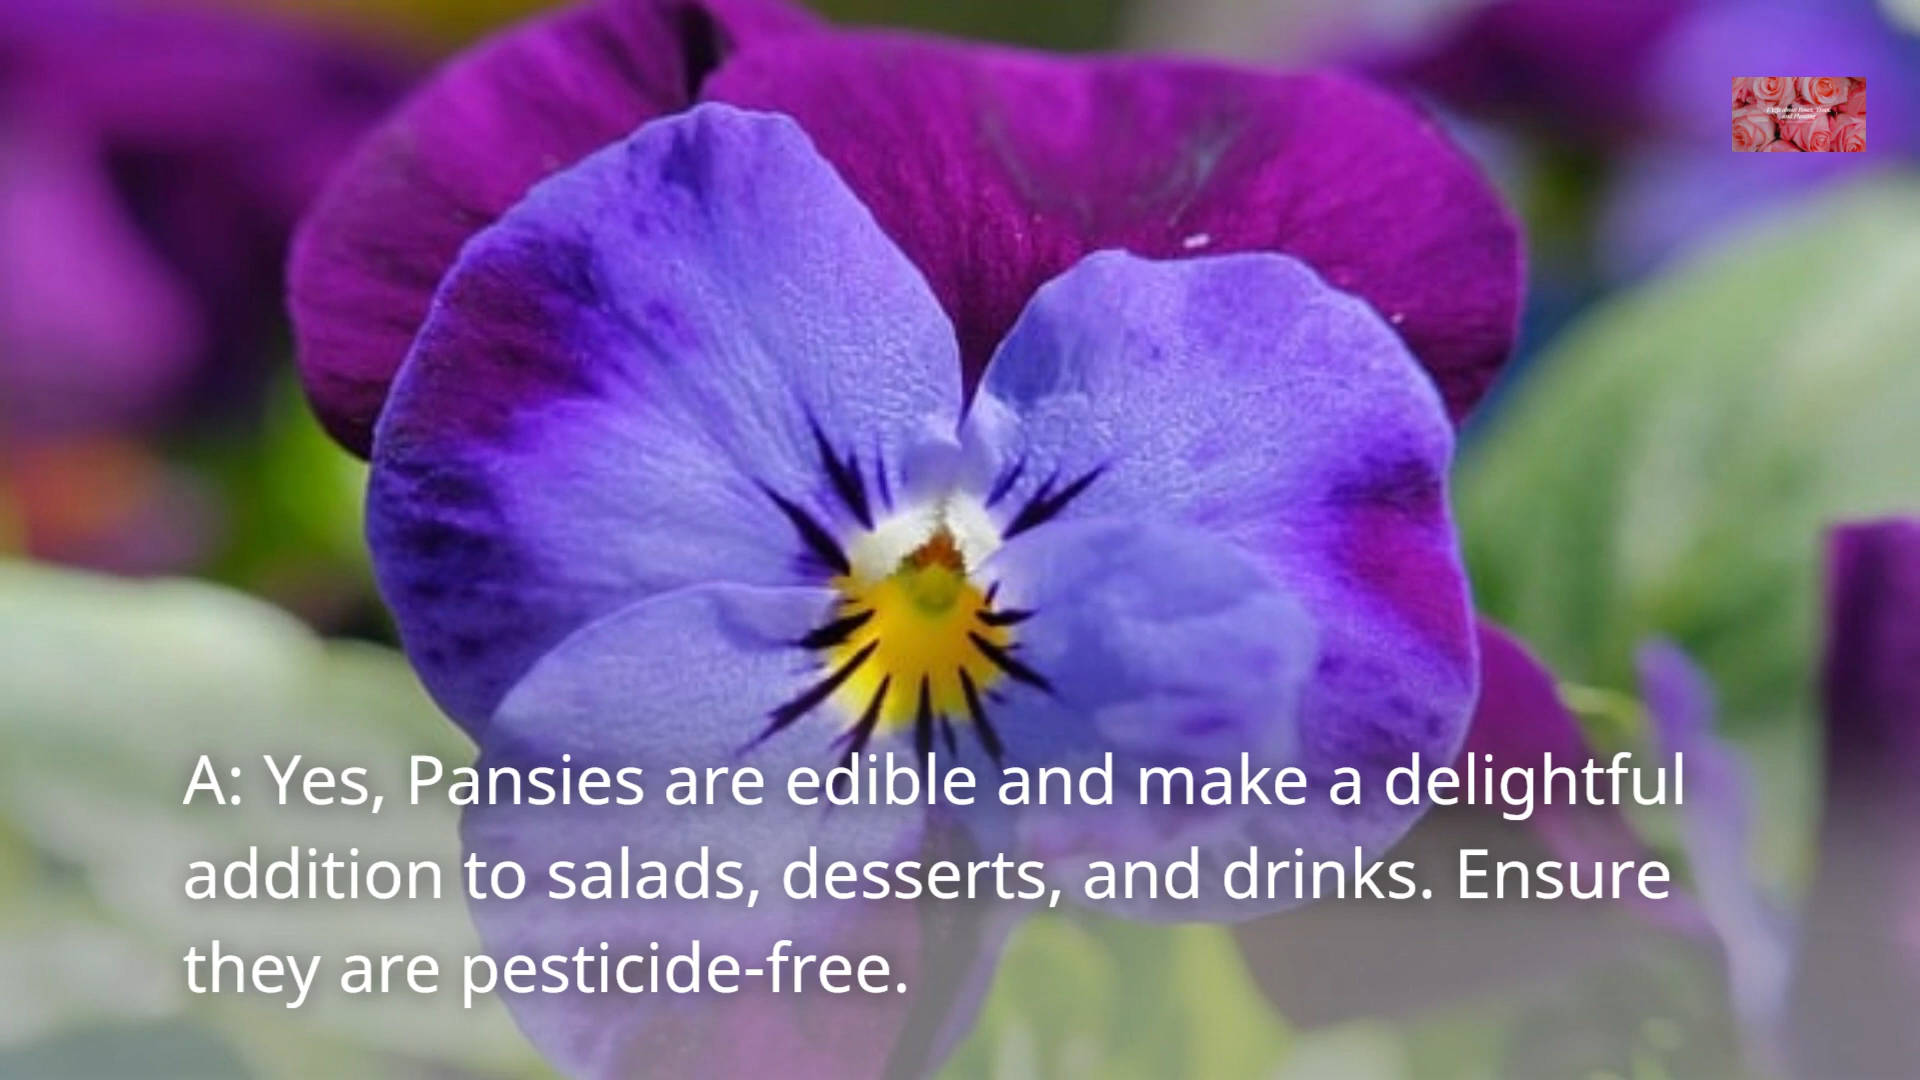 A: Yes, Pansies are edible and make a delightful
addition to salads, desserts, and drinks. Ensure
they are pesticide-free.